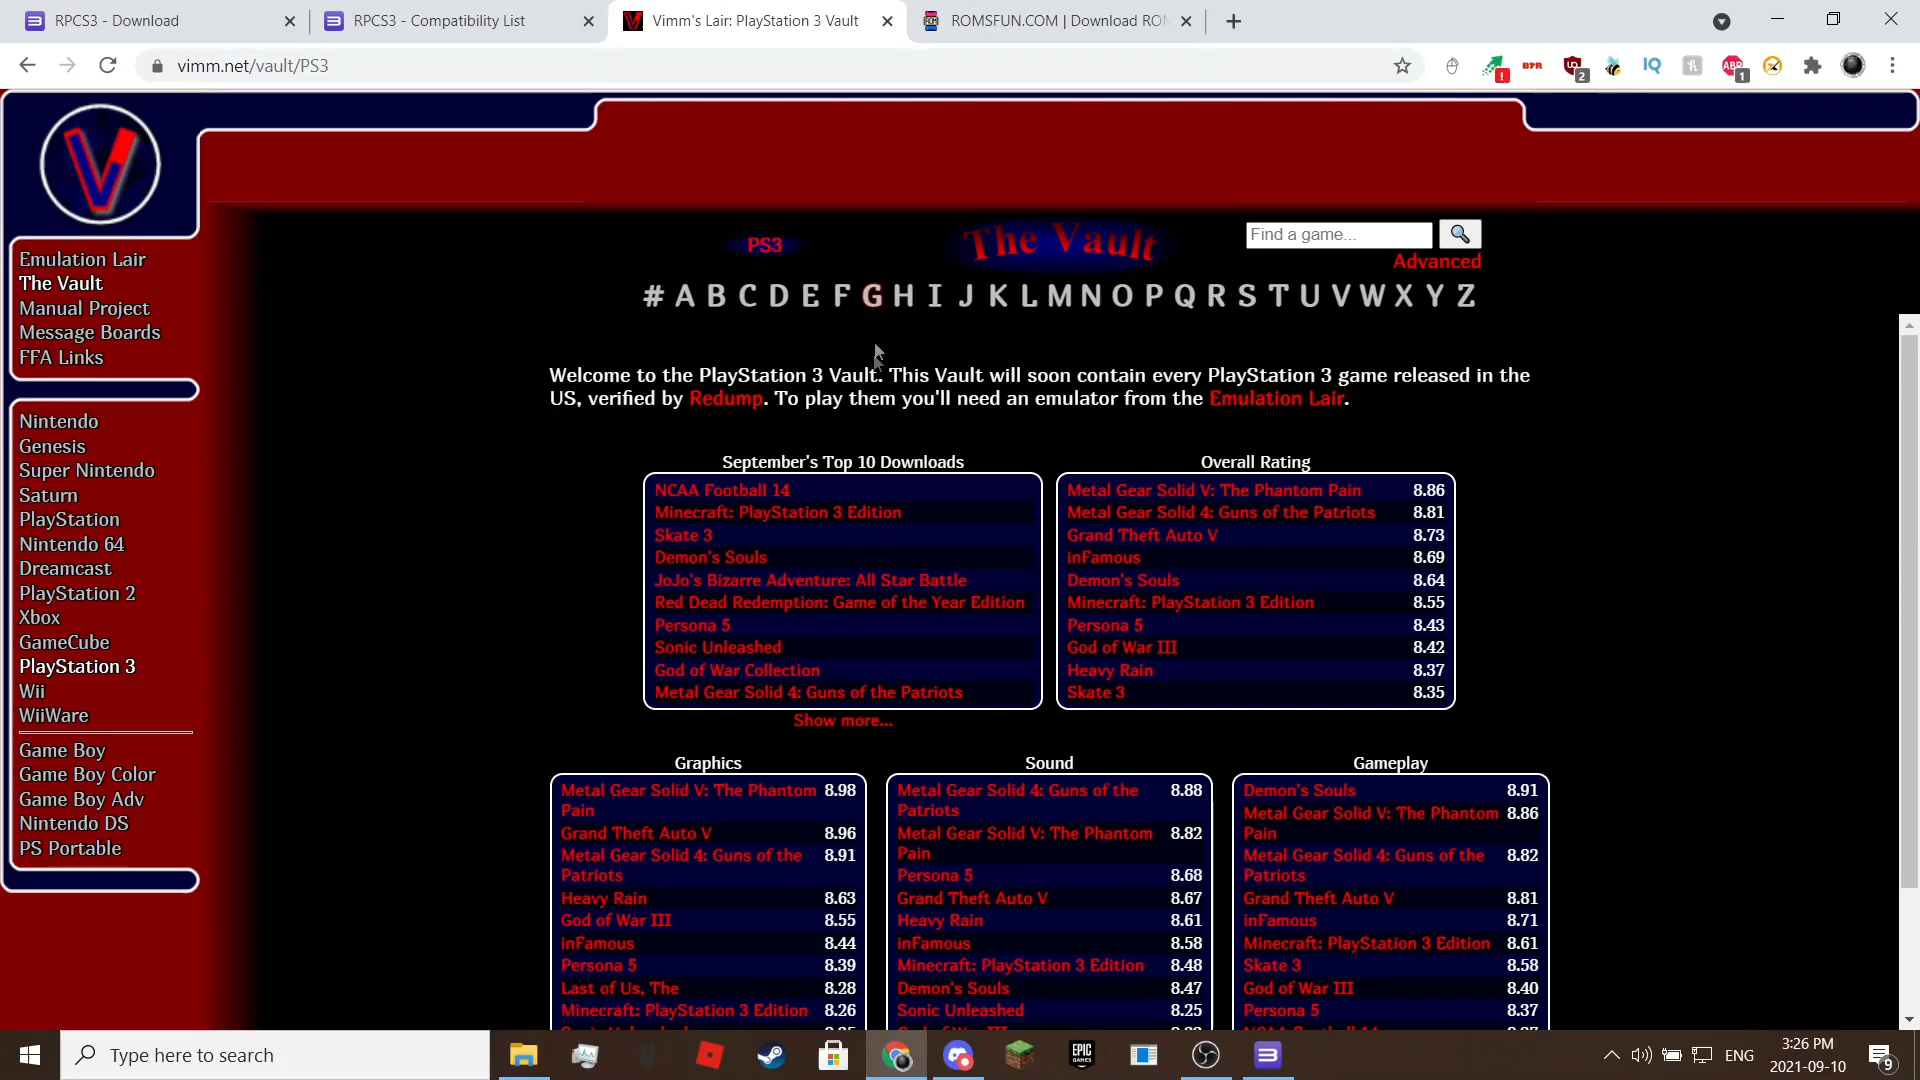 RPCS3 - Download
RPCS3 - Compatibility List
Vimm's Lair: PlayStation 3 Vault
ROMSFUN.COM | Download ROM
vimm.net/vault/PS3
Emulation Lair
The Vault
Manual Project
Message Boards
FFA Links
Nintendo
Genesis
Super Nintendo
Saturn
PlayStation
Nintendo 64
Dreamcast
PlayStation 2
Xbox
GameCube
PlayStation 3
Wii
WiiWare
Game Boy
Game Boy Color
Game Boy Adv
Nintendo DS
PS Portable
PS3
The Vault
Find a game...
Advanced
# A B C D E F G H I J K L M N O P Q R S T U V W X Y Z
Welcome to the PlayStation 3 Vault. This Vault will soon contain every PlayStation 3 game released in the
US, verified by Redump. To play them you'll need an emulator from the Emulation Lair.
September's Top 10 Downloads
NCAA Football 14
Minecraft: PlayStation 3 Edition
Skate 3
Demon's Souls
JoJo's Bizarre Adventure: All Star Battle
Red Dead Redemption: Game of the Year Edition
Persona 5
Sonic Unleashed
God of War Collection
Metal Gear Solid 4: Guns of the Patriots
Show more...
Overall Rating
Metal Gear Solid V: The Phantom Pain 8.86
Metal Gear Solid 4: Guns of the Patriots 8.81
Grand Theft Auto V 8.73
inFamous 8.69
Demon's Souls 8.64
Minecraft: PlayStation 3 Edition 8.55
Persona 5 8.43
God of War III 8.42
Heavy Rain 8.37
Skate 3 8.35
Graphics
Metal Gear Solid V: The Phantom 8.98
Pain
Grand Theft Auto V 8.96
Metal Gear Solid 4: Guns of the 8.91
Patriots
Heavy Rain 8.63
God of War III 8.55
inFamous 8.44
Persona 5 8.39
Last of Us, The 8.28
Minecraft: PlayStation 3 Edition 8.26
Sound
Metal Gear Solid 4: Guns of the 8.88
Patriots
Metal Gear Solid V: The Phantom 8.82
Pain
Persona 5 8.68
Grand Theft Auto V 8.67
Heavy Rain 8.61
inFamous 8.58
Minecraft: PlayStation 3 Edition 8.48
Demon's Souls 8.47
Sonic Unleashed 8.25
Gameplay
Demon's Souls 8.91
Metal Gear Solid V: The Phantom 8.86
Pain
Metal Gear Solid 4: Guns of the 8.82
Patriots
Grand Theft Auto V 8.81
inFamous 8.71
Minecraft: PlayStation 3 Edition 8.61
Skate 3 8.58
God of War III 8.40
Persona 5 8.37
Type here to search
EPIC
GAMES
ENG
3:26 PM
2021-09-10
9